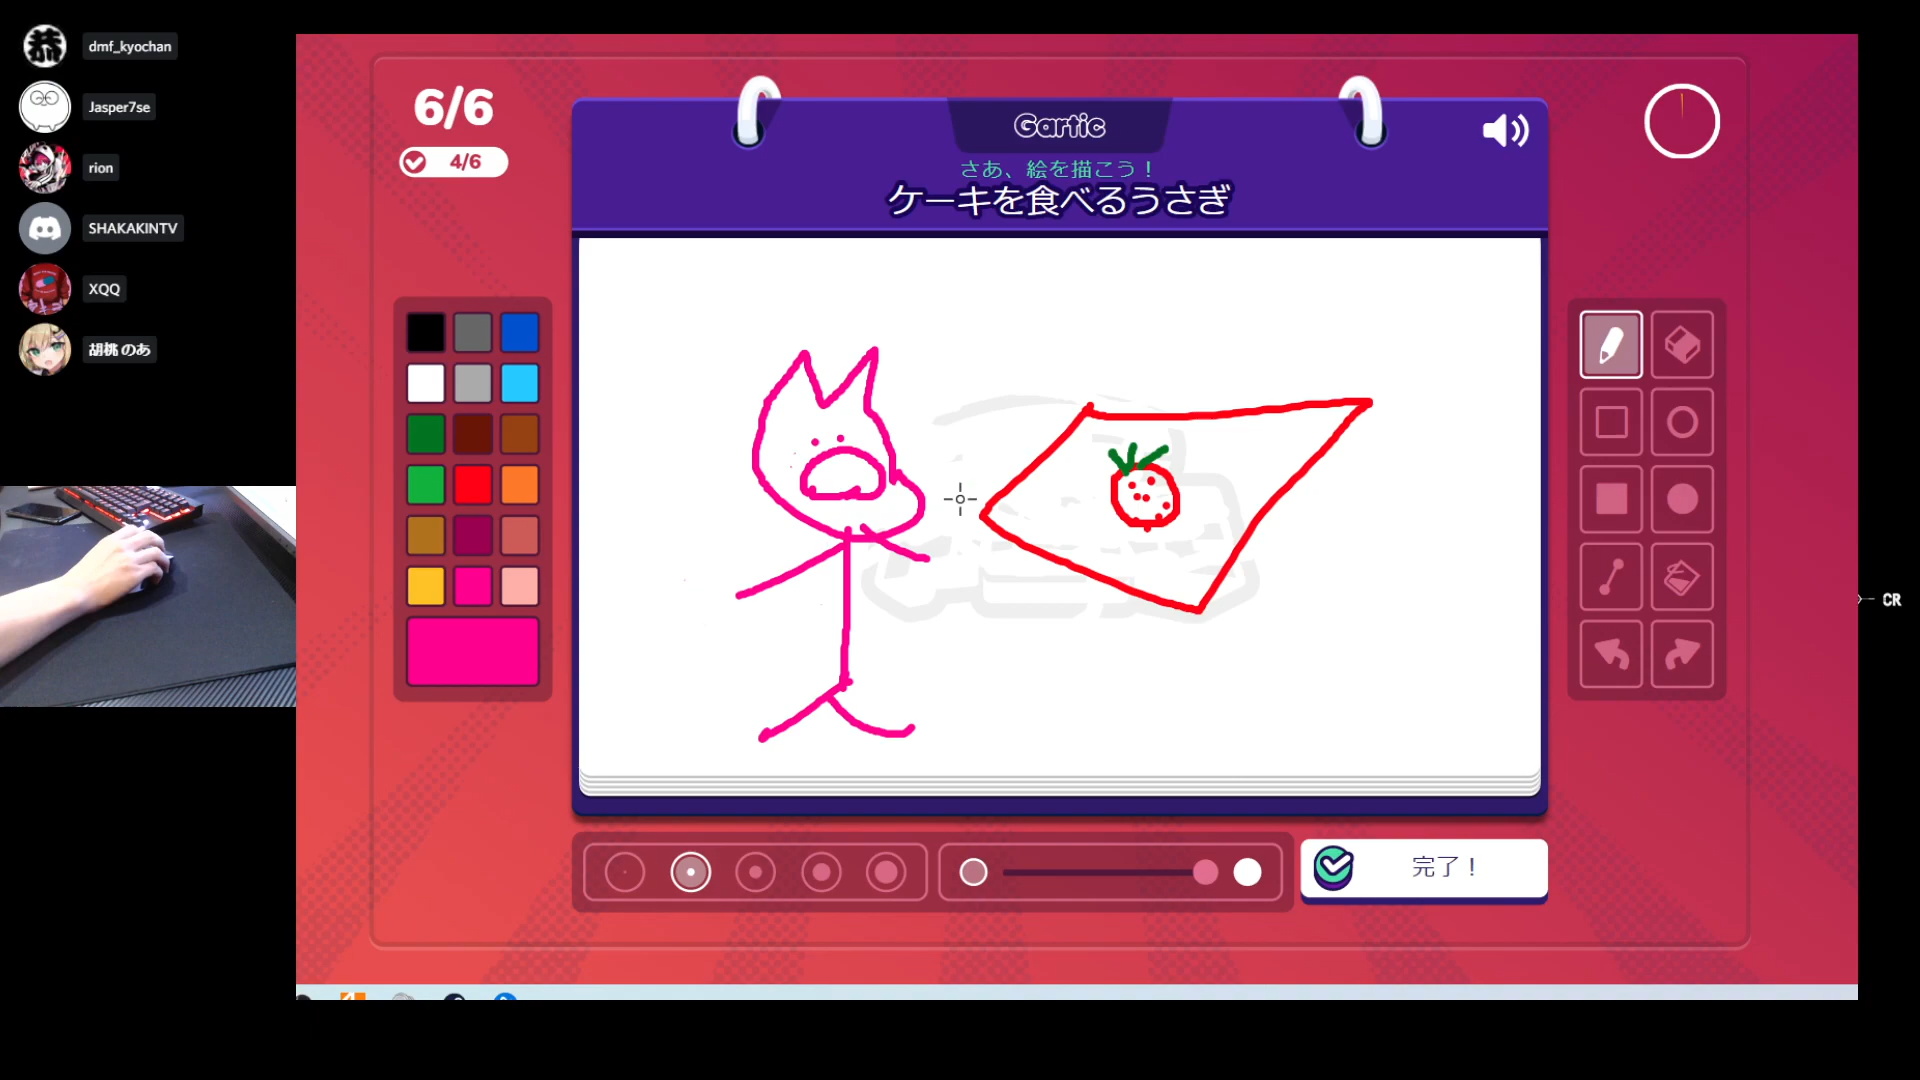 dmf_kyochan
Jasper7se
rion
SHAKAKINTV
XQQ
胡桃 のあ
6/6
4/6
Gartic
さあ、絵を描こう！
ケーキを食べるうさぎ
完了！
CR